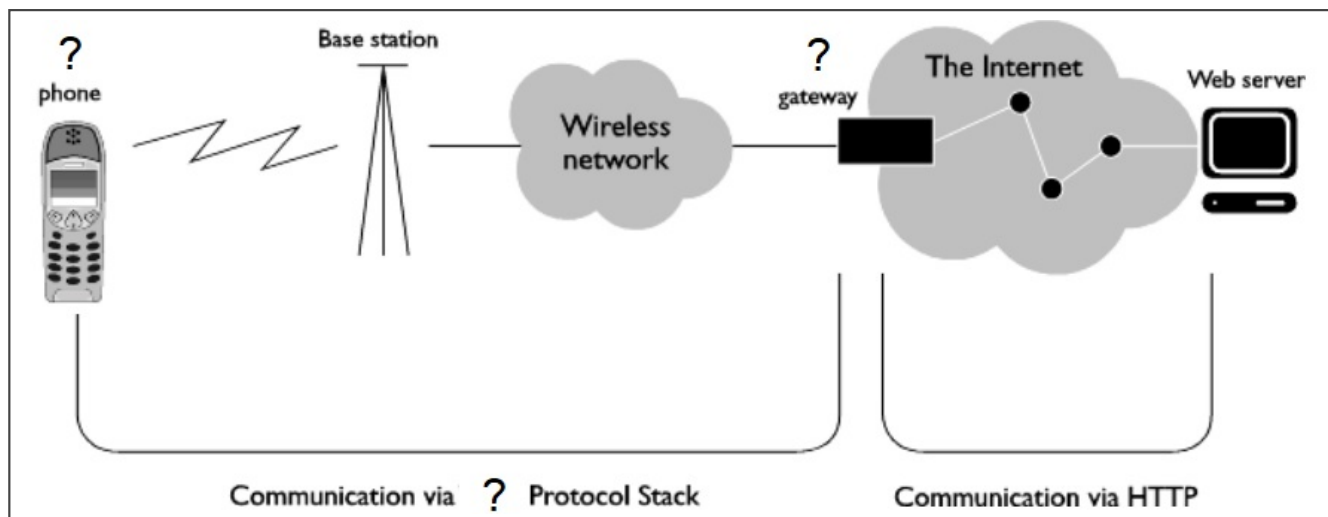 ?
phone
Base station
Wireless
network
?
gateway
The Internet
Web server
Communication via ? Protocol Stack
Communication via HTTP